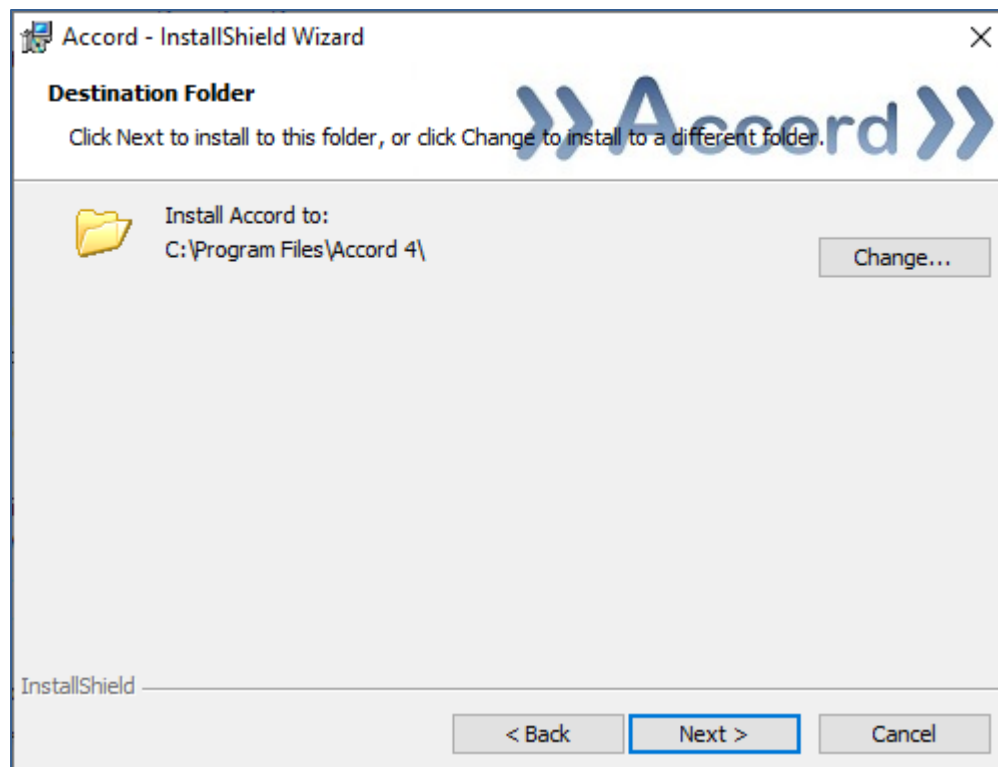 Accord - InstallShield Wizard
Destination Folder
Click Next to install to this folder, or click Change to install to a different folder.
»Accord»
Install Accord to:
C:\Program Files\Accord 4\
Change...
InstallShield
< Back
Next >
Cancel